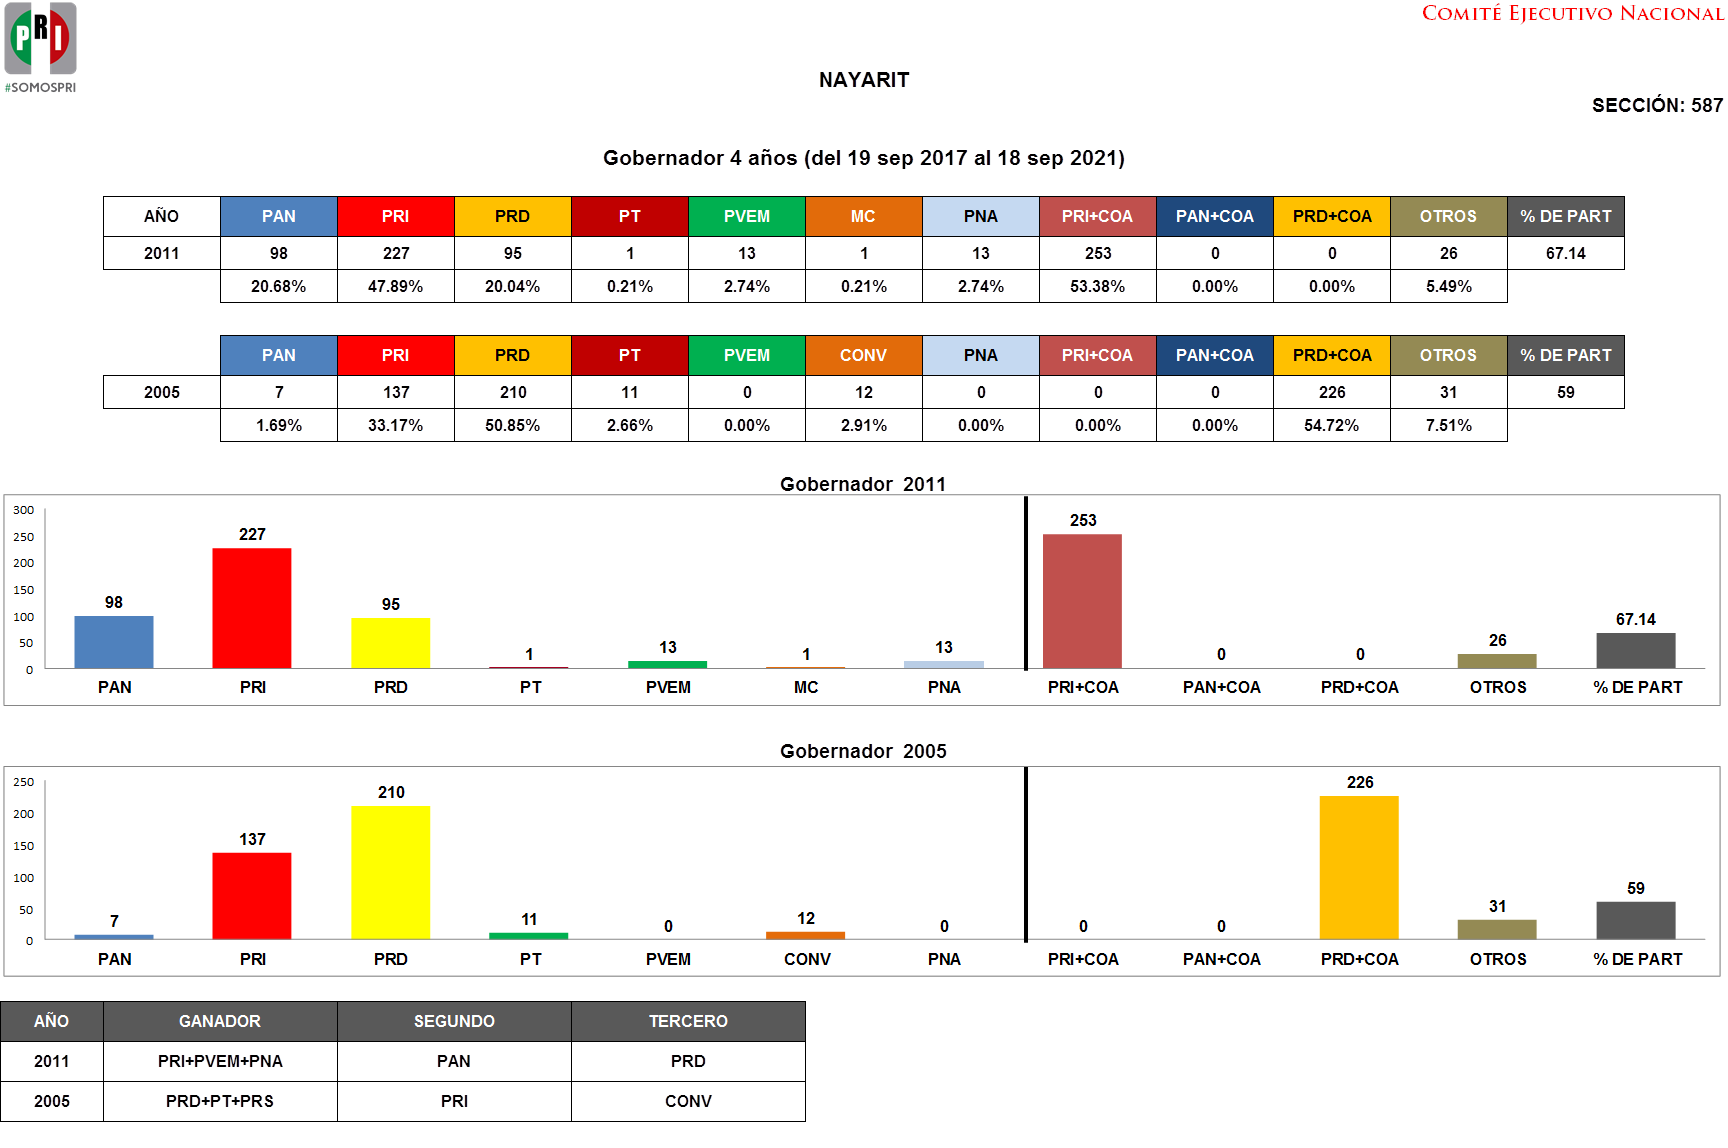 PRI
#SOMOSPRI
COMITÉ EJECUTIVO NACIONAL
NAYARIT
SECCIÓN: 587
Gobernador 4 años (del 19 sep 2017 al 18 sep 2021)
AÑO PAN PRI PRD PT PVEM MC PNA PRI+COA PAN+COA PRD+COA OTROS % DE PART
2011 98 227 95 1 13 1 13 253 0 0 26 67.14
20.68% 47.89% 20.04% 0.21% 2.74% 0.21% 2.74% 53.38% 0.00% 0.00% 5.49%
PAN PRI PRD PT PVEM CONV PNA PRI+COA PAN+COA PRD+COA OTROS % DE PART
2005 7 137 210 11 0 12 0 0 0 226 31 59
1.69% 33.17% 50.85% 2.66% 0.00% 2.91% 0.00% 0.00% 0.00% 54.72% 7.51%
Gobernador 2011
300
250
200
150
100
50
0
98 227 95 1 13 1 13 253 0 0 26 67.14
PAN PRI PRD PT PVEM MC PNA PRI+COA PAN+COA PRD+COA OTROS % DE PART
Gobernador 2005
250
200
150
100
50
0
7 137 210 11 0 12 0 0 0 226 31 59
PAN PRI PRD PT PVEM CONV PNA PRI+COA PAN+COA PRD+COA OTROS % DE PART
AÑO GANADOR SEGUNDO TERCERO
2011 PRI+PVEM+PNA PAN PRD
2005 PRD+PT+PRS PRI CONV